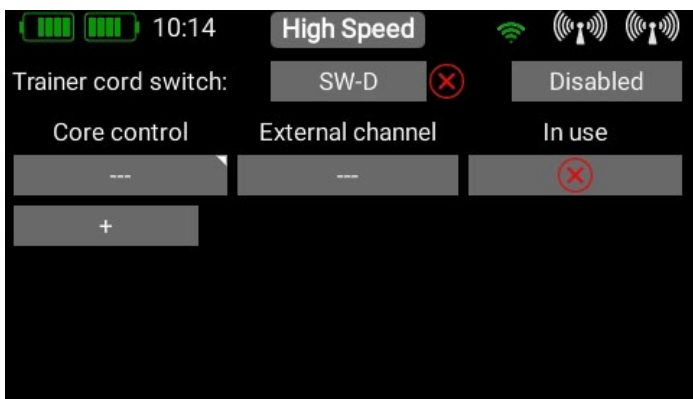 10:14 High Speed
Trainer cord switch: SW-D Disabled
Core control External channel In use
--- ---
+